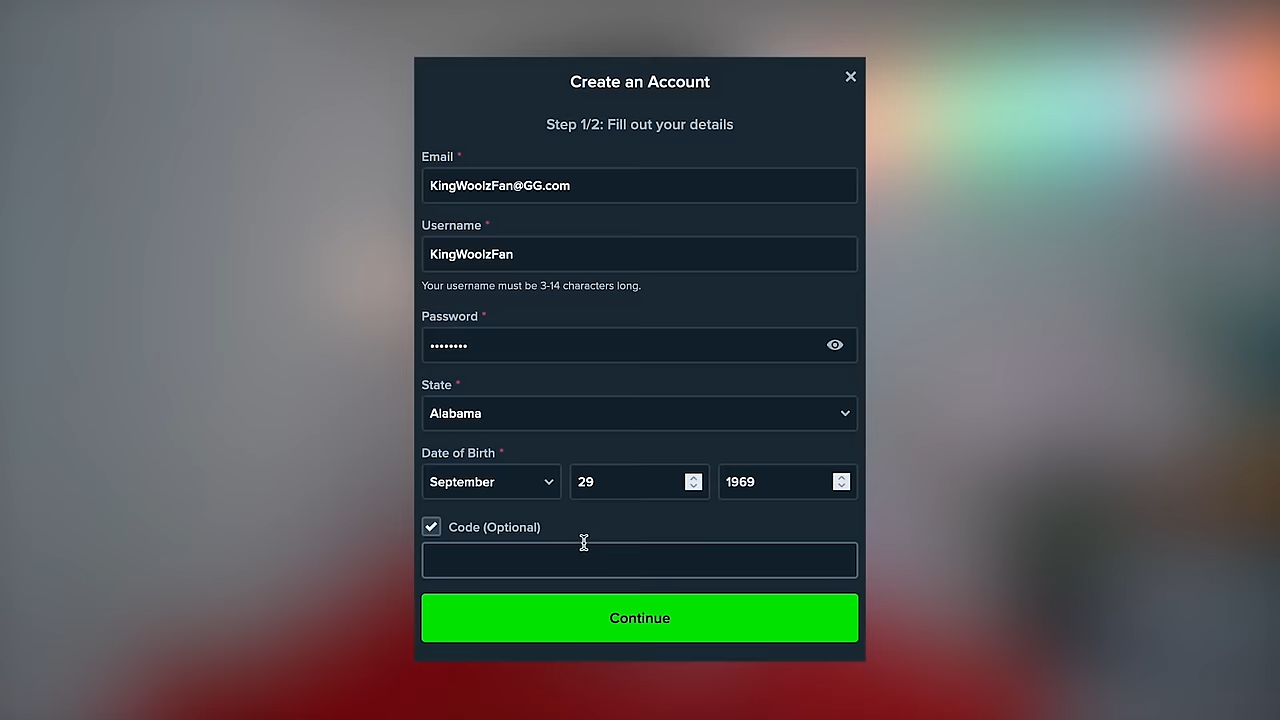 Create an Account
Step 1/2: Fill out your details
Email *
KingWoolzFan@GG.com
Username *
KingWoolzFan
Your username must be 3-14 characters long.
Password *
••••••••
State *
Alabama
Date of Birth *
September 29 1969
Code (Optional)
Continue